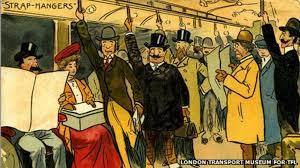 "STRAP-HANGERS"
LONDON TRANSPORT MUSEUM FOR TFL